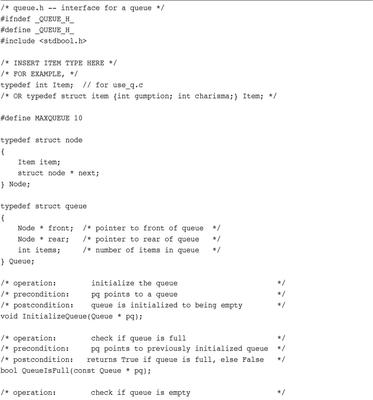 /* queue.h -- interface for a queue */
#ifndef _QUEUE_H_
#define _QUEUE_H_
#include <stdbool.h>

/* INSERT ITEM TYPE HERE */
/* FOR EXAMPLE, */
typedef int Item;  // for use_q.c
/* OR typedef struct item {int gumption; int charisma;} Item; */

#define MAXQUEUE 10

typedef struct node
{
    Item item;
    struct node * next;
} Node;

typedef struct queue
{
    Node * front;  /* pointer to front of queue  */
    Node * rear;   /* pointer to rear of queue   */
    int items;     /* number of items in queue   */
} Queue;

/* operation:        initialize the queue                       */
/* precondition:     pq points to a queue                       */
/* postcondition:    queue is initialized to being empty        */
void InitializeQueue(Queue * pq);

/* operation:        check if queue is full                     */
/* precondition:     pq points to previously initialized queue  */
/* postcondition:   returns True if queue is full, else False   */
bool QueueIsFull(const Queue * pq);

/* operation:        check if queue is empty                    */